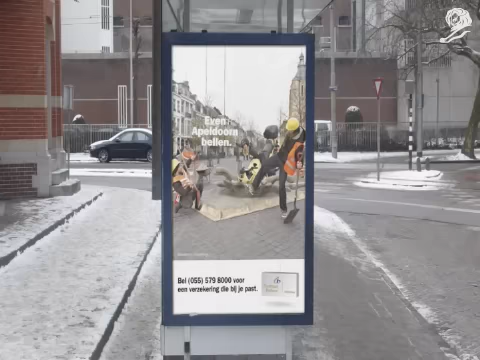 Even
Apeldoorn
bellen.
Bel (055) 579 8000 voor
een verzekering die bij je past.